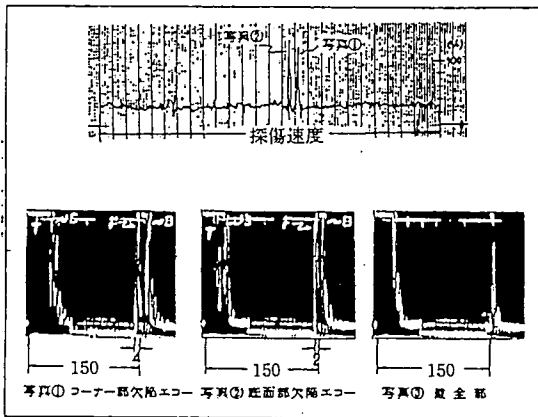 写真② 写真①
(%)
100
探傷速度
T S F B
T S F B
150 150 150
2
写真① コーナー部欠陥エコー 写真② 底面部欠陥エコー 写真③ 健全部